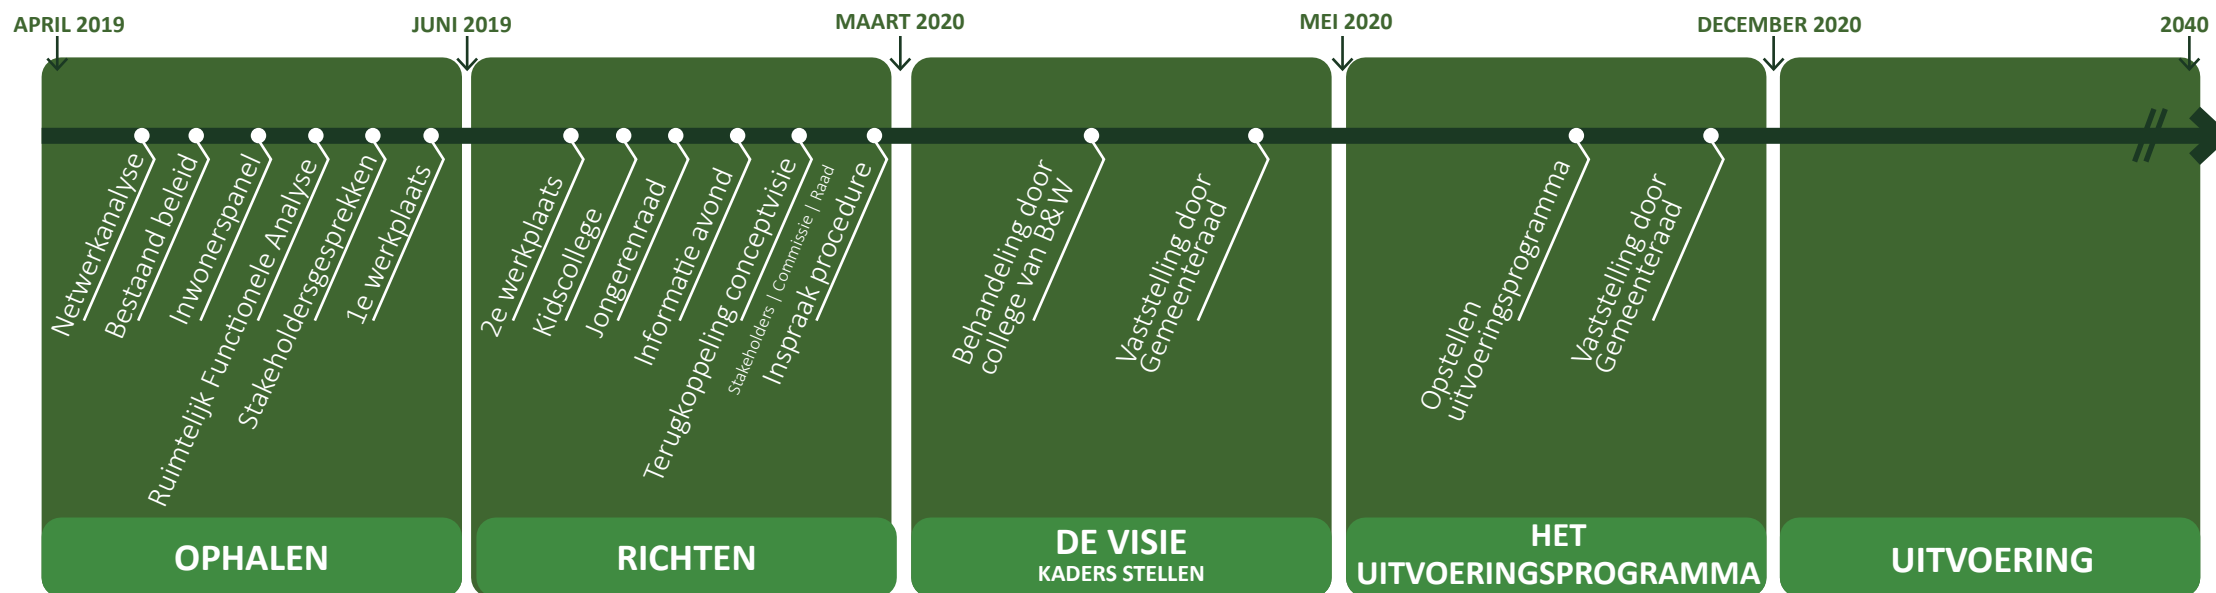 APRIL 2019
JUNI 2019
MAART 2020
MEI 2020
DECEMBER 2020
2040
Netwerkanalyse
Bestaand beleid
Inwonerspanel
Ruimtelijk Functionele Analyse
Stakeholdersgesprekken
1e werkplaats
2e werkplaats
Kidscollege
Jongerenraad
Informatie avond
Terugkoppeling conceptvisie
Stakeholders | Commissie | Raad
Inspraak procedure
Behandeling door
college van B&W
Vaststelling door
Gemeenteraad
Opstellen
uitvoeringsprogramma
Vaststelling door
Gemeenteraad
OPHALEN
RICHTEN
DE VISIE
KADERS STELLEN
HET
UITVOERINGSPROGRAMMA
UITVOERING